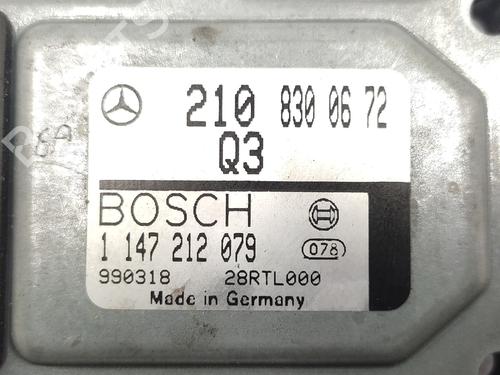 210 830 06 72
Q3
BOSCH
1 147 212 079
078
990318 28RTL000
Made in Germany